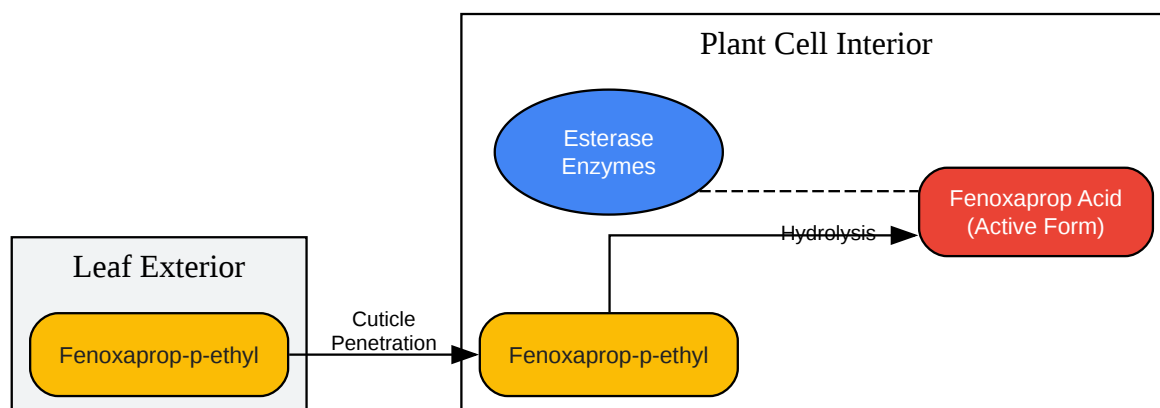 Plant Cell Interior
Esterase
Enzymes
Fenoxaprop Acid
(Active Form)
Hydrolysis
Leaf Exterior
Cuticle
Penetration
Fenoxaprop-p-ethyl
Fenoxaprop-p-ethyl